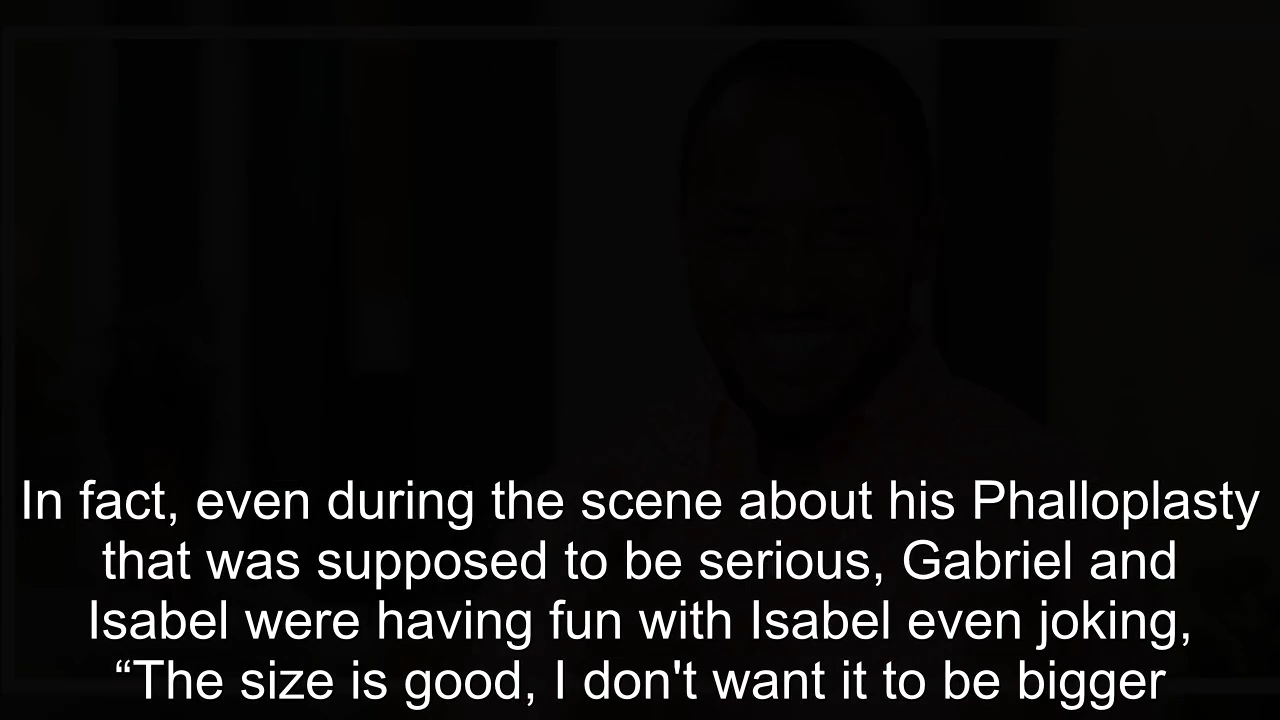 In fact, even during the scene about his Phalloplasty
that was supposed to be serious, Gabriel and
Isabel were having fun with Isabel even joking,
“The size is good, I don't want it to be bigger